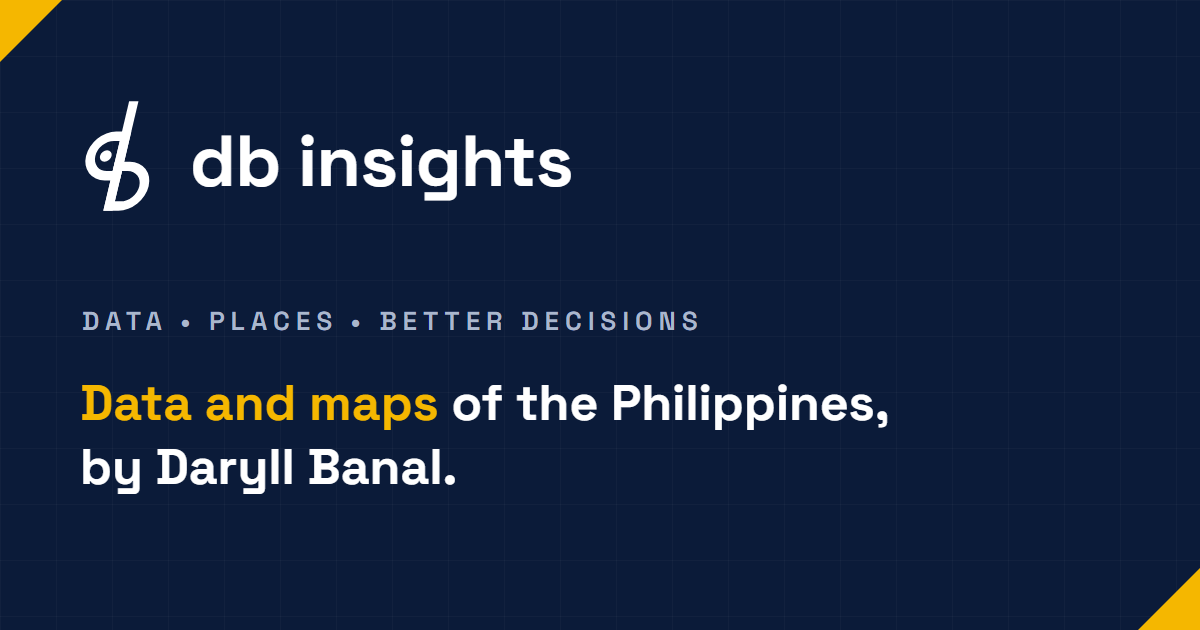 db insights
DATA • PLACES • BETTER DECISIONS
Data and maps of the Philippines,
by Daryll Banal.